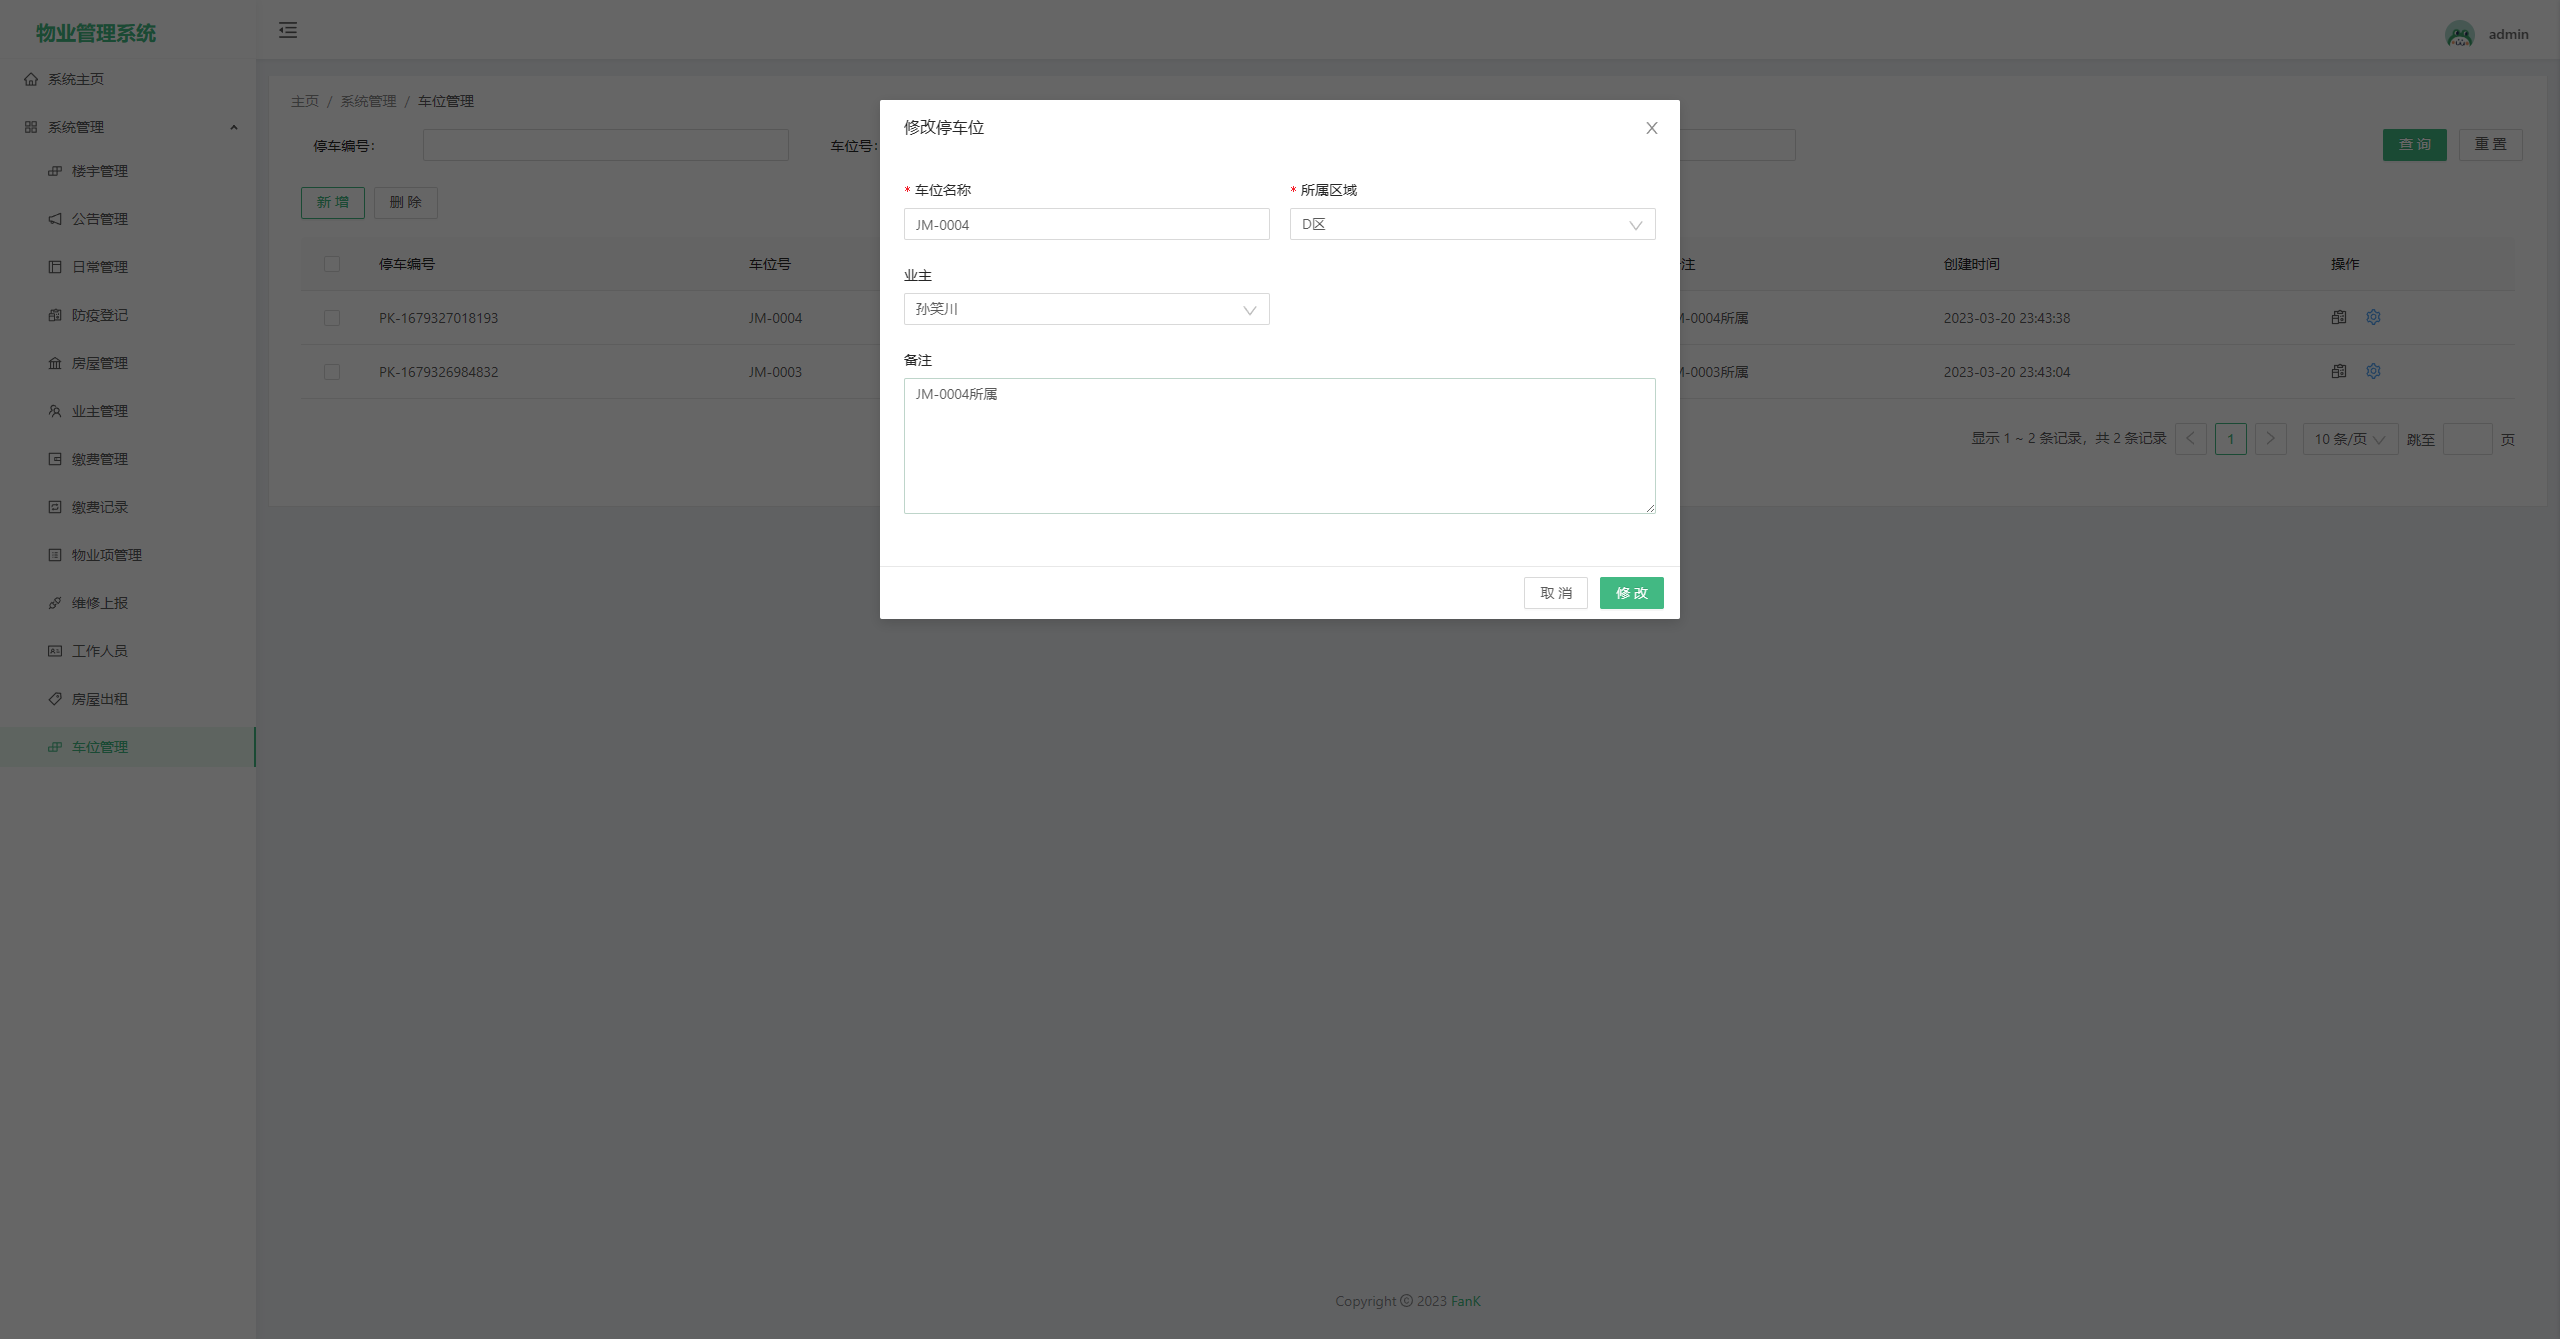 物业管理系统
admin
系统主页
系统管理
楼宇管理
公告管理
日常管理
防疫登记
房屋管理
业主管理
缴费管理
缴费记录
物业项管理
维修上报
工作人员
房屋出租
车位管理
主页 / 系统管理 / 车位管理
停车编号:
车位号:
查 询
重 置
新 增
删 除
停车编号 车位号 注 创建时间 操作
PK-1679327018193 JM-0004 -0004所属 2023-03-20 23:43:38
PK-1679326984832 JM-0003 -0003所属 2023-03-20 23:43:04
显示 1 ~ 2 条记录，共 2 条记录 1 10 条/页 跳至 页
修改停车位
* 车位名称
JM-0004
* 所属区域
D区
业主
孙笑川
备注
JM-0004所属
取 消
修 改
Copyright © 2023 FanK